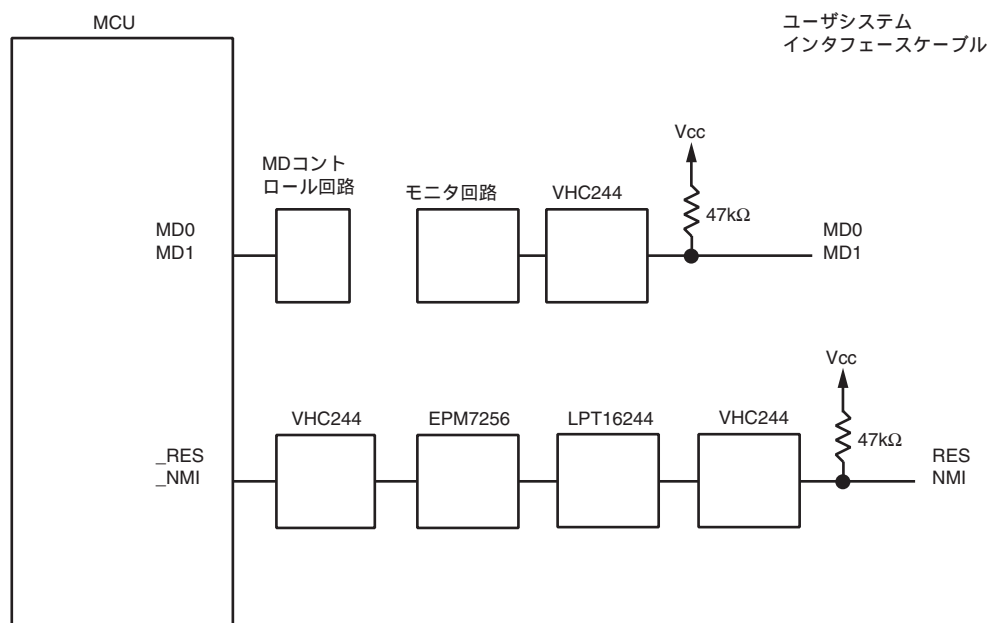 MCU
ユーザシステム
インタフェースケーブル
Vcc
MDコント
ロール回路
モニタ回路
VHC244
47kΩ
MD0
MD1
MD0
MD1
Vcc
VHC244
EPM7256
LPT16244
VHC244
47kΩ
_RES
_NMI
RES
NMI